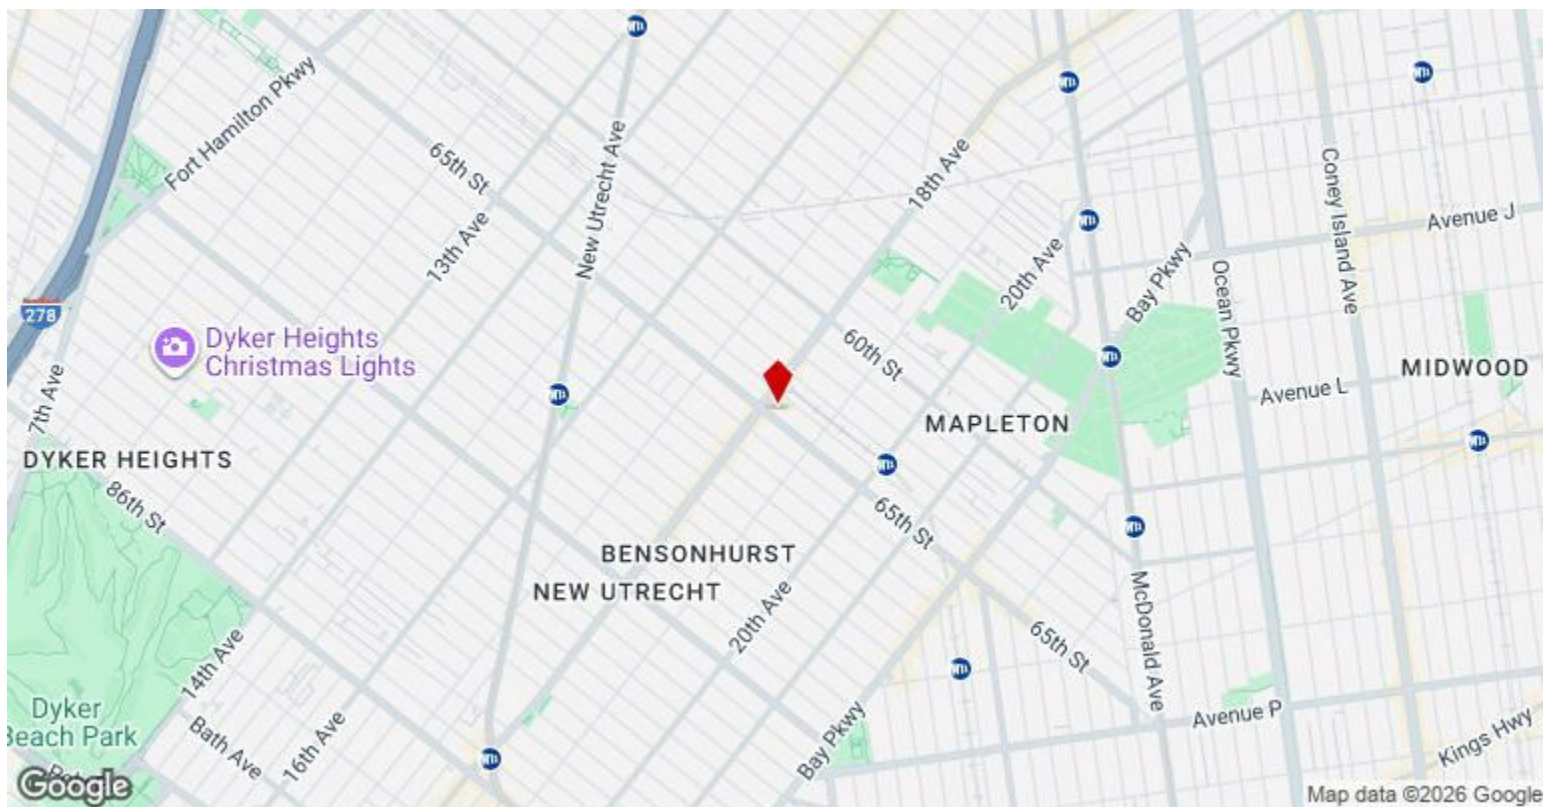 Fort Hamilton Pkwy
65th St
New Utrecht Ave
18th Ave
13th Ave
Coney Island Ave
Avenue J
20th Ave
Bay Pkwy
Ocean Pkwy
278
Dyker Heights
Christmas Lights
60th St
7th Ave
MIDWOOD
Avenue L
MAPLETON
DYKER HEIGHTS
86th St
65th St
BENSONHURST
NEW UTRECHT
20th Ave
McDonald Ave
65th St
14th Ave
Dyker
Beach Park
Bath Ave
16th Ave
Bay Pkwy
Avenue P
Kings Hwy
Google
Map data ©2026 Google